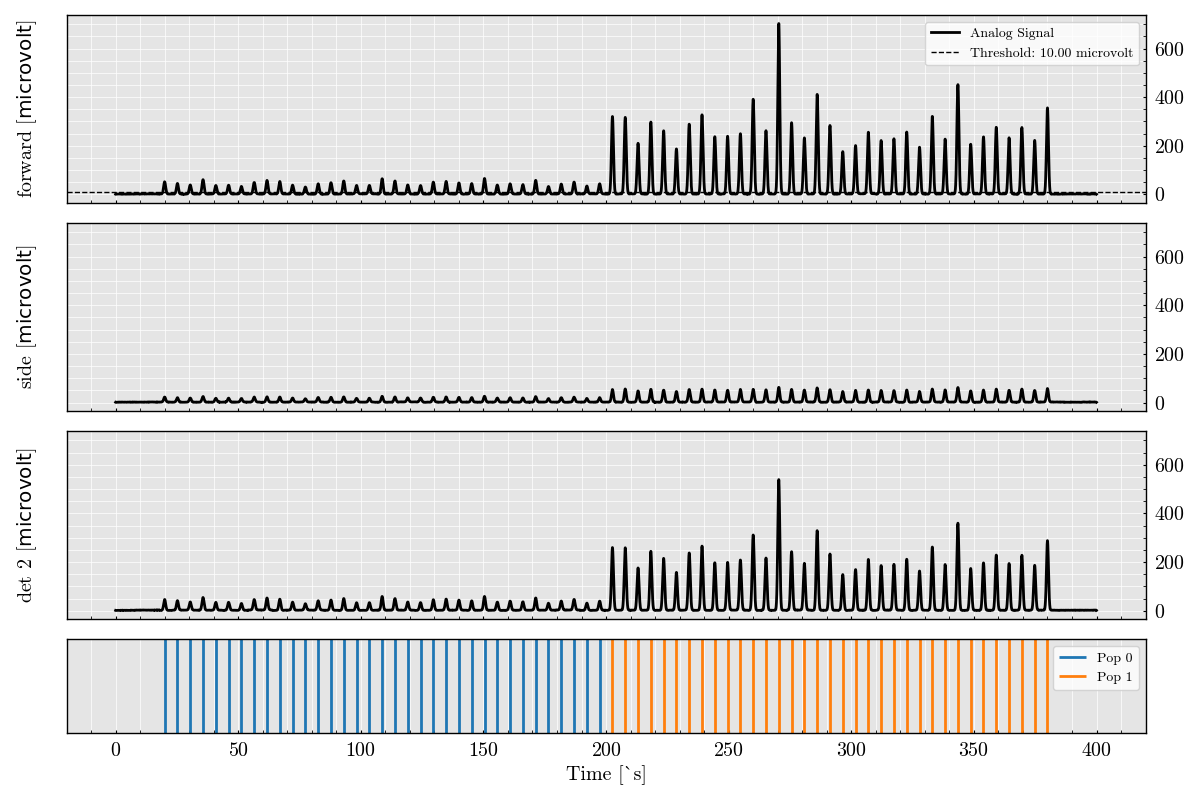 forward [microvolt]
Analog Signal
Threshold: 10.00 microvolt
600
400
200
0
side [microvolt]
600
400
200
0
det 2 [microvolt]
600
400
200
0
Pop 0
Pop 1
0 50 100 150 200 250 300 350 400
Time [`s]